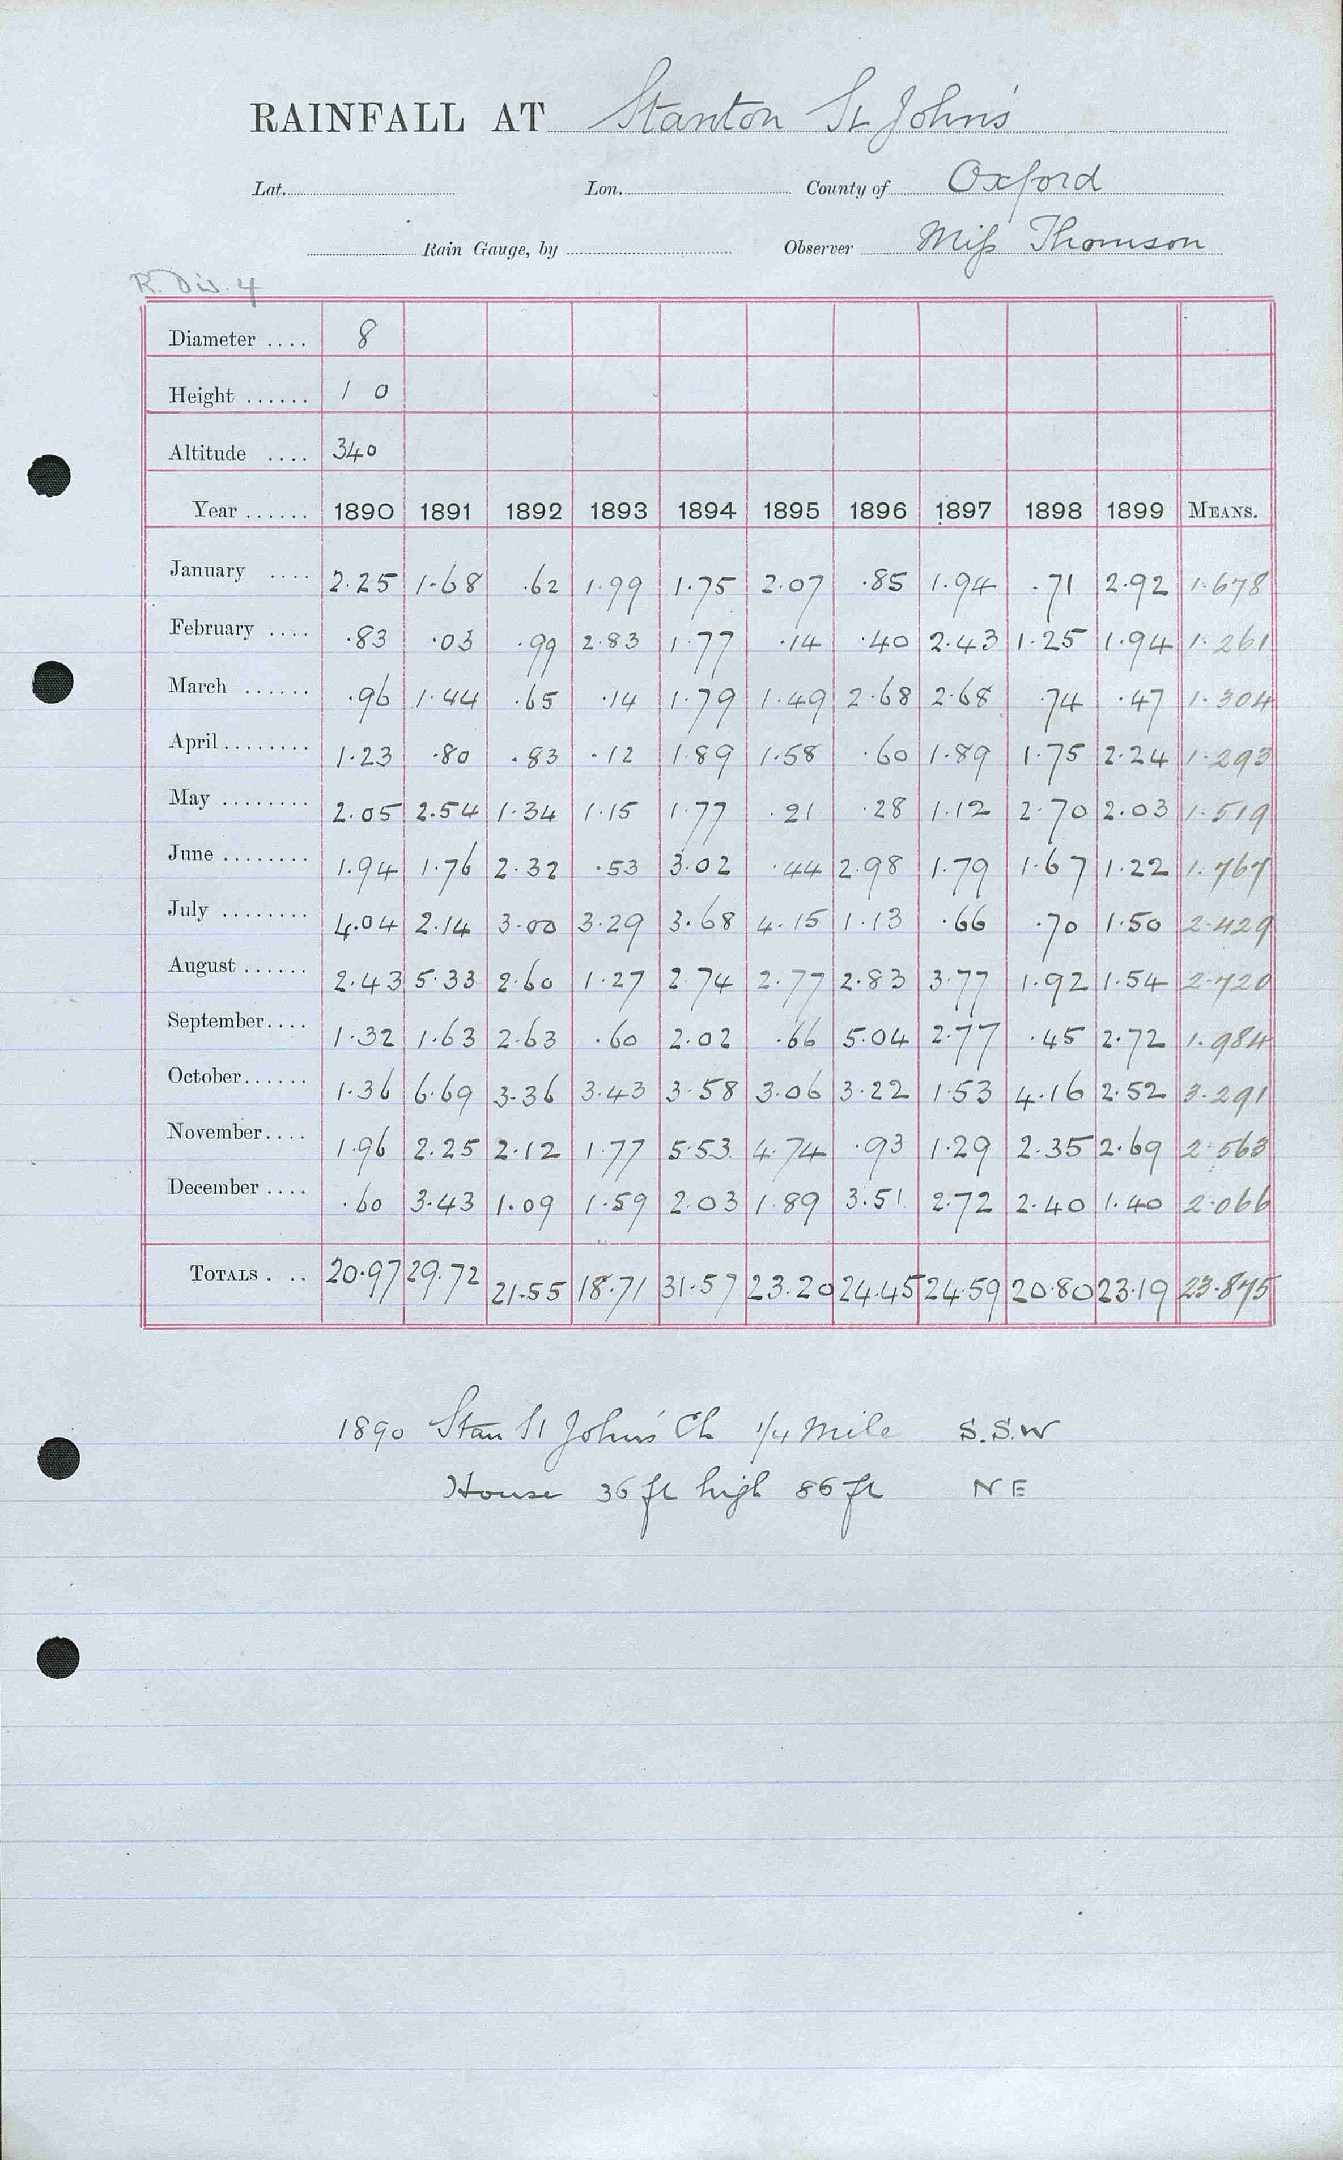 RAINFALL AT Stanton St John's
Lat. Lon. County of Oxford
Rain Gauge, by Observer Miss Thomson
R. Div. 4
Diameter .... 8
Height ...... 1 0
Altitude .... 340
Year ...... 1890 1891 1892 1893 1894 1895 1896 1897 1898 1899 MEANS.
January .... 2.25 1.68 .62 1.99 1.75 2.07 .85 1.94 .71 2.92 1.678
February .... .83 .03 .99 2.83 1.77 .14 .40 2.43 1.25 1.94 1.261
March ...... .96 1.44 .65 .14 1.79 1.49 2.68 2.68 .74 .47 1.304
April ........ 1.23 .80 .83 .12 1.89 1.58 .60 1.89 1.75 2.24 1.293
May ........ 2.05 2.54 1.34 1.15 1.77 .21 .28 1.12 2.70 2.03 1.519
June ........ 1.94 1.76 2.32 .53 3.02 .44 2.98 1.79 1.67 1.22 1.767
July ........ 4.04 2.14 3.00 3.29 3.68 4.15 1.13 .66 .70 1.50 2.429
August ...... 2.43 5.33 2.60 1.27 2.74 2.77 2.83 3.77 1.92 1.54 2.720
September .... 1.32 1.63 2.63 .60 2.02 .66 5.04 2.77 .45 2.72 1.984
October ...... 1.36 6.69 3.36 3.43 3.58 3.06 3.22 1.53 4.16 2.52 3.291
November .... 1.96 2.25 2.12 1.77 5.53 4.74 .93 1.29 2.35 2.69 2.563
December .... .60 3.43 1.09 1.59 2.03 1.89 3.51 2.72 2.40 1.40 2.066
TOTALS . .. 20.97 29.72 21.55 18.71 31.57 23.20 24.45 24.59 20.80 23.19 23.875
1890 Stan St John's Ch 1/4 Mile S.S.W
House 36 ft high 86 ft NE